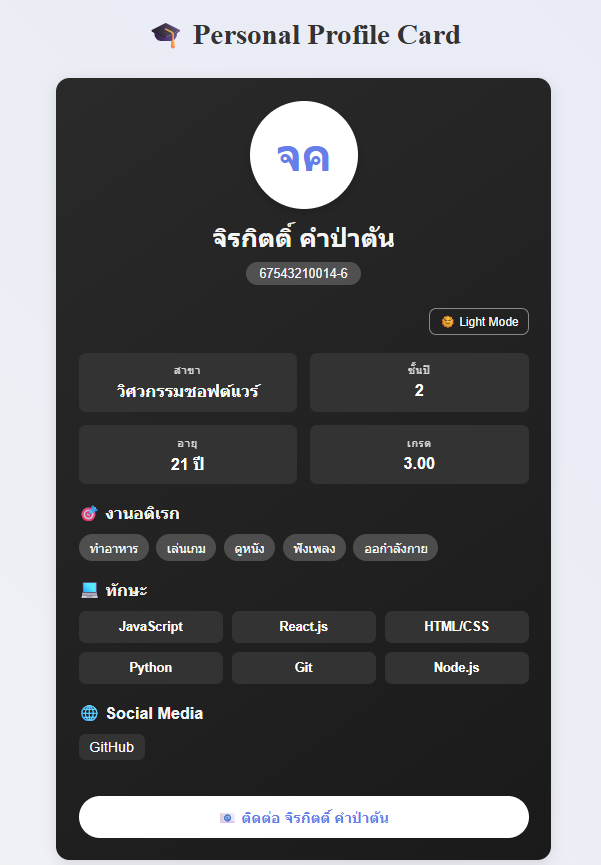 🎓 Personal Profile Card
จค
จิรกิตติ์ คำป่าตัน
67543210014-6
🌞 Light Mode
สาขา
วิศวกรรมซอฟต์แวร์
ชั้นปี
2
อายุ
21 ปี
เกรด
3.00
🎯 งานอดิเรก
ทำอาหาร เล่นเกม ดูหนัง ฟังเพลง ออกำลังกาย
💻 ทักษะ
JavaScript React.js HTML/CSS
Python Git Node.js
🌐 Social Media
GitHub
📧 ติดต่อ จิรกิตติ์ คำป่าตัน